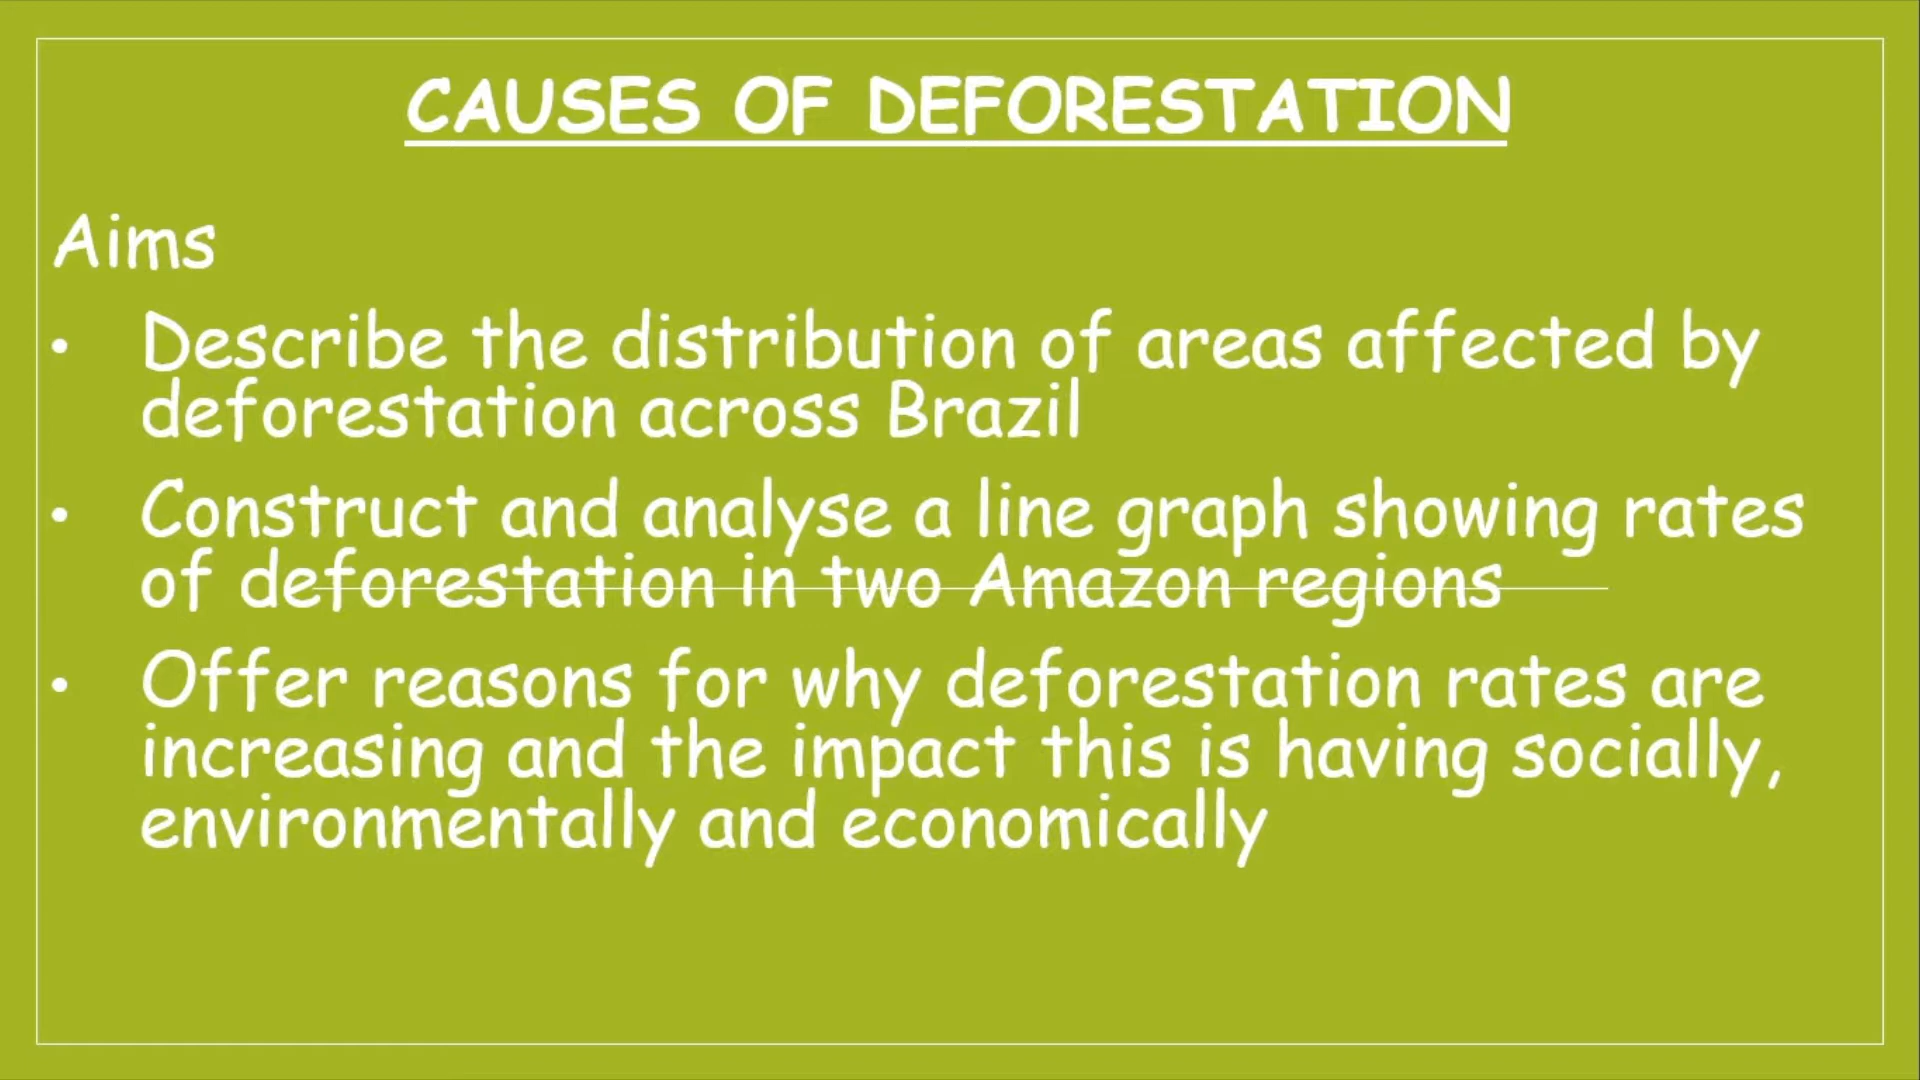 CAUSES OF DEFORESTATION
Aims
• Describe the distribution of areas affected by
deforestation across Brazil
• Construct and analyse a line graph showing rates
of deforestation in two Amazon regions
• Offer reasons for why deforestation rates are
increasing and the impact this is having socially,
environmentally and economically